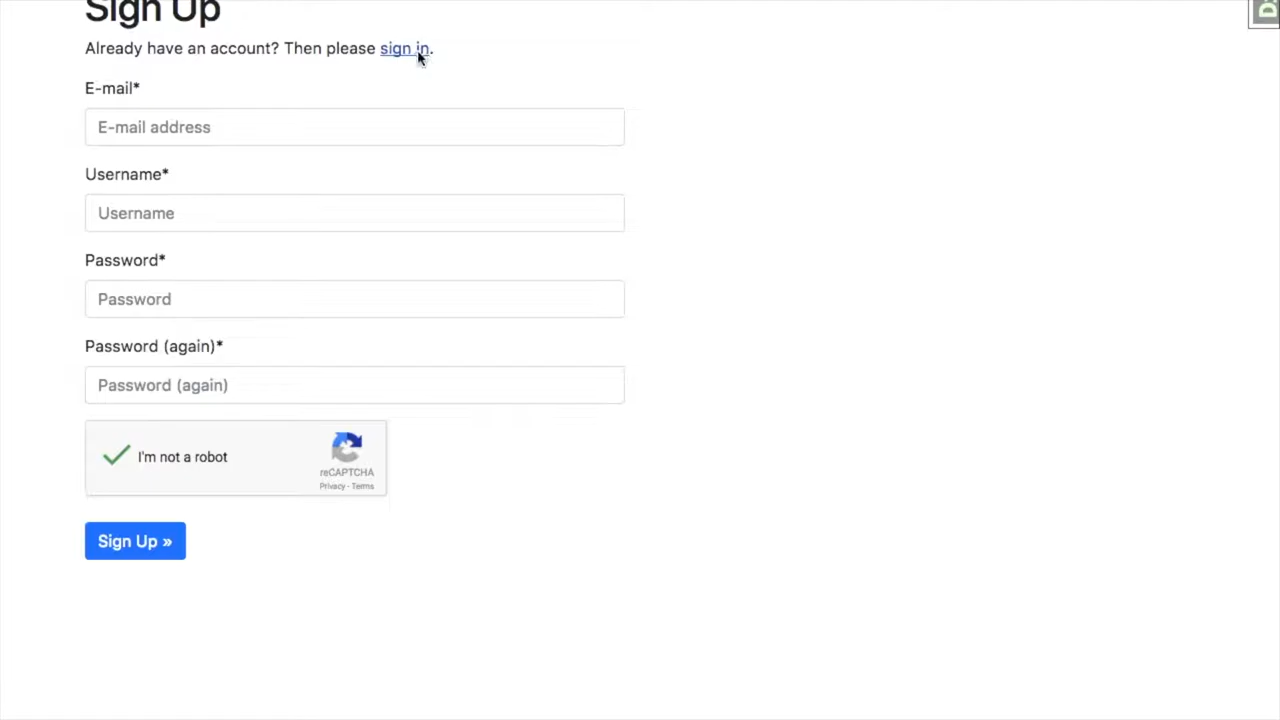 Sign Up
Already have an account? Then please sign in.
E-mail*
E-mail address
Username*
Username
Password*
Password
Password (again)*
Password (again)
I'm not a robot
reCAPTCHA
Privacy - Terms
Sign Up »